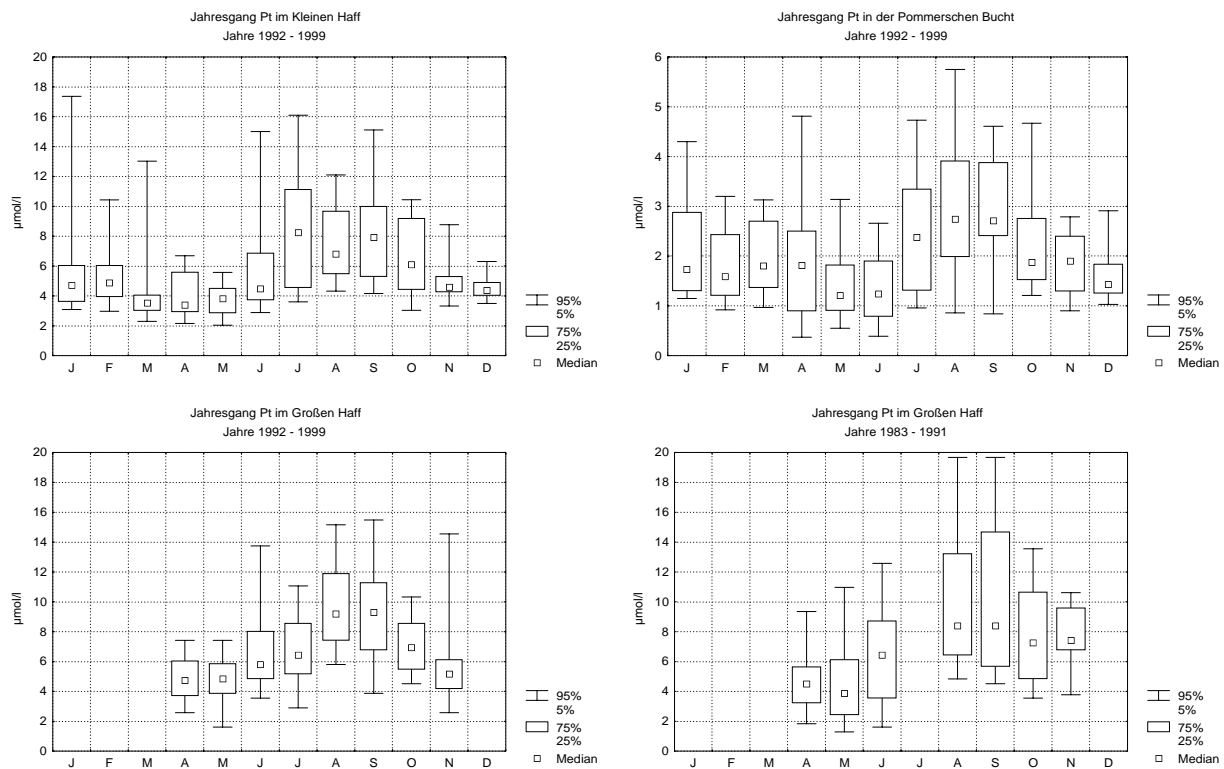 Jahresgang Pt im Kleinen Haff
Jahre 1992 - 1999
µmol/l
20
18
16
14
12
10
8
6
4
2
0
J F M A M J J A S O N D
95%
5%
75%
25%
Median
Jahresgang Pt in der Pommerschen Bucht
Jahre 1992 - 1999
µmol/l
6
5
4
3
2
1
0
J F M A M J J A S O N D
95%
5%
75%
25%
Median
Jahresgang Pt im Großen Haff
Jahre 1992 - 1999
µmol/l
20
18
16
14
12
10
8
6
4
2
0
J F M A M J J A S O N D
95%
5%
75%
25%
Median
Jahresgang Pt im Großen Haff
Jahre 1983 - 1991
µmol/l
20
18
16
14
12
10
8
6
4
2
0
J F M A M J J A S O N D
95%
5%
75%
25%
Median